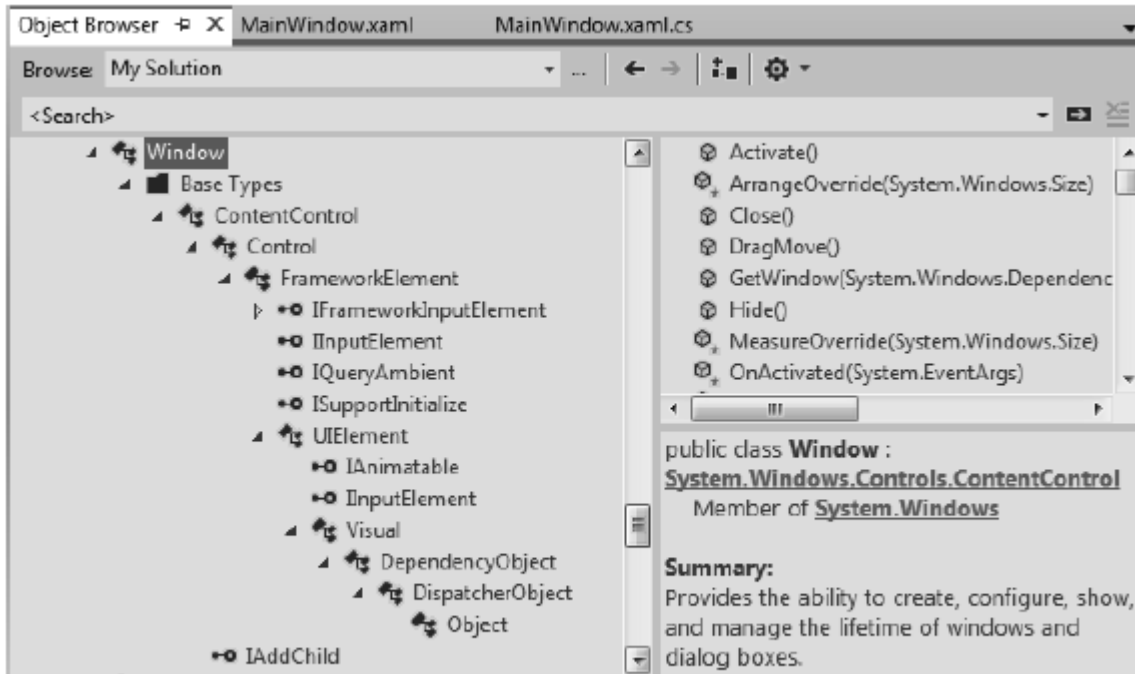 Object Browser MainWindow.xaml MainWindow.xaml.cs
Browse: My Solution ...
<Search>
Window
Base Types
ContentControl
Control
FrameworkElement
IFrameworkInputElement
IInputElement
IQueryAmbient
ISupportInitialize
UIElement
IAnimatable
IInputElement
Visual
DependencyObject
DispatcherObject
Object
IAddChild
Activate()
ArrangeOverride(System.Windows.Size)
Close()
DragMove()
GetWindow(System.Windows.Dependenc
Hide()
MeasureOverride(System.Windows.Size)
OnActivated(System.EventArgs)
public class Window :
System.Windows.Controls.ContentControl
Member of System.Windows
Summary:
Provides the ability to create, configure, show,
and manage the lifetime of windows and
dialog boxes.